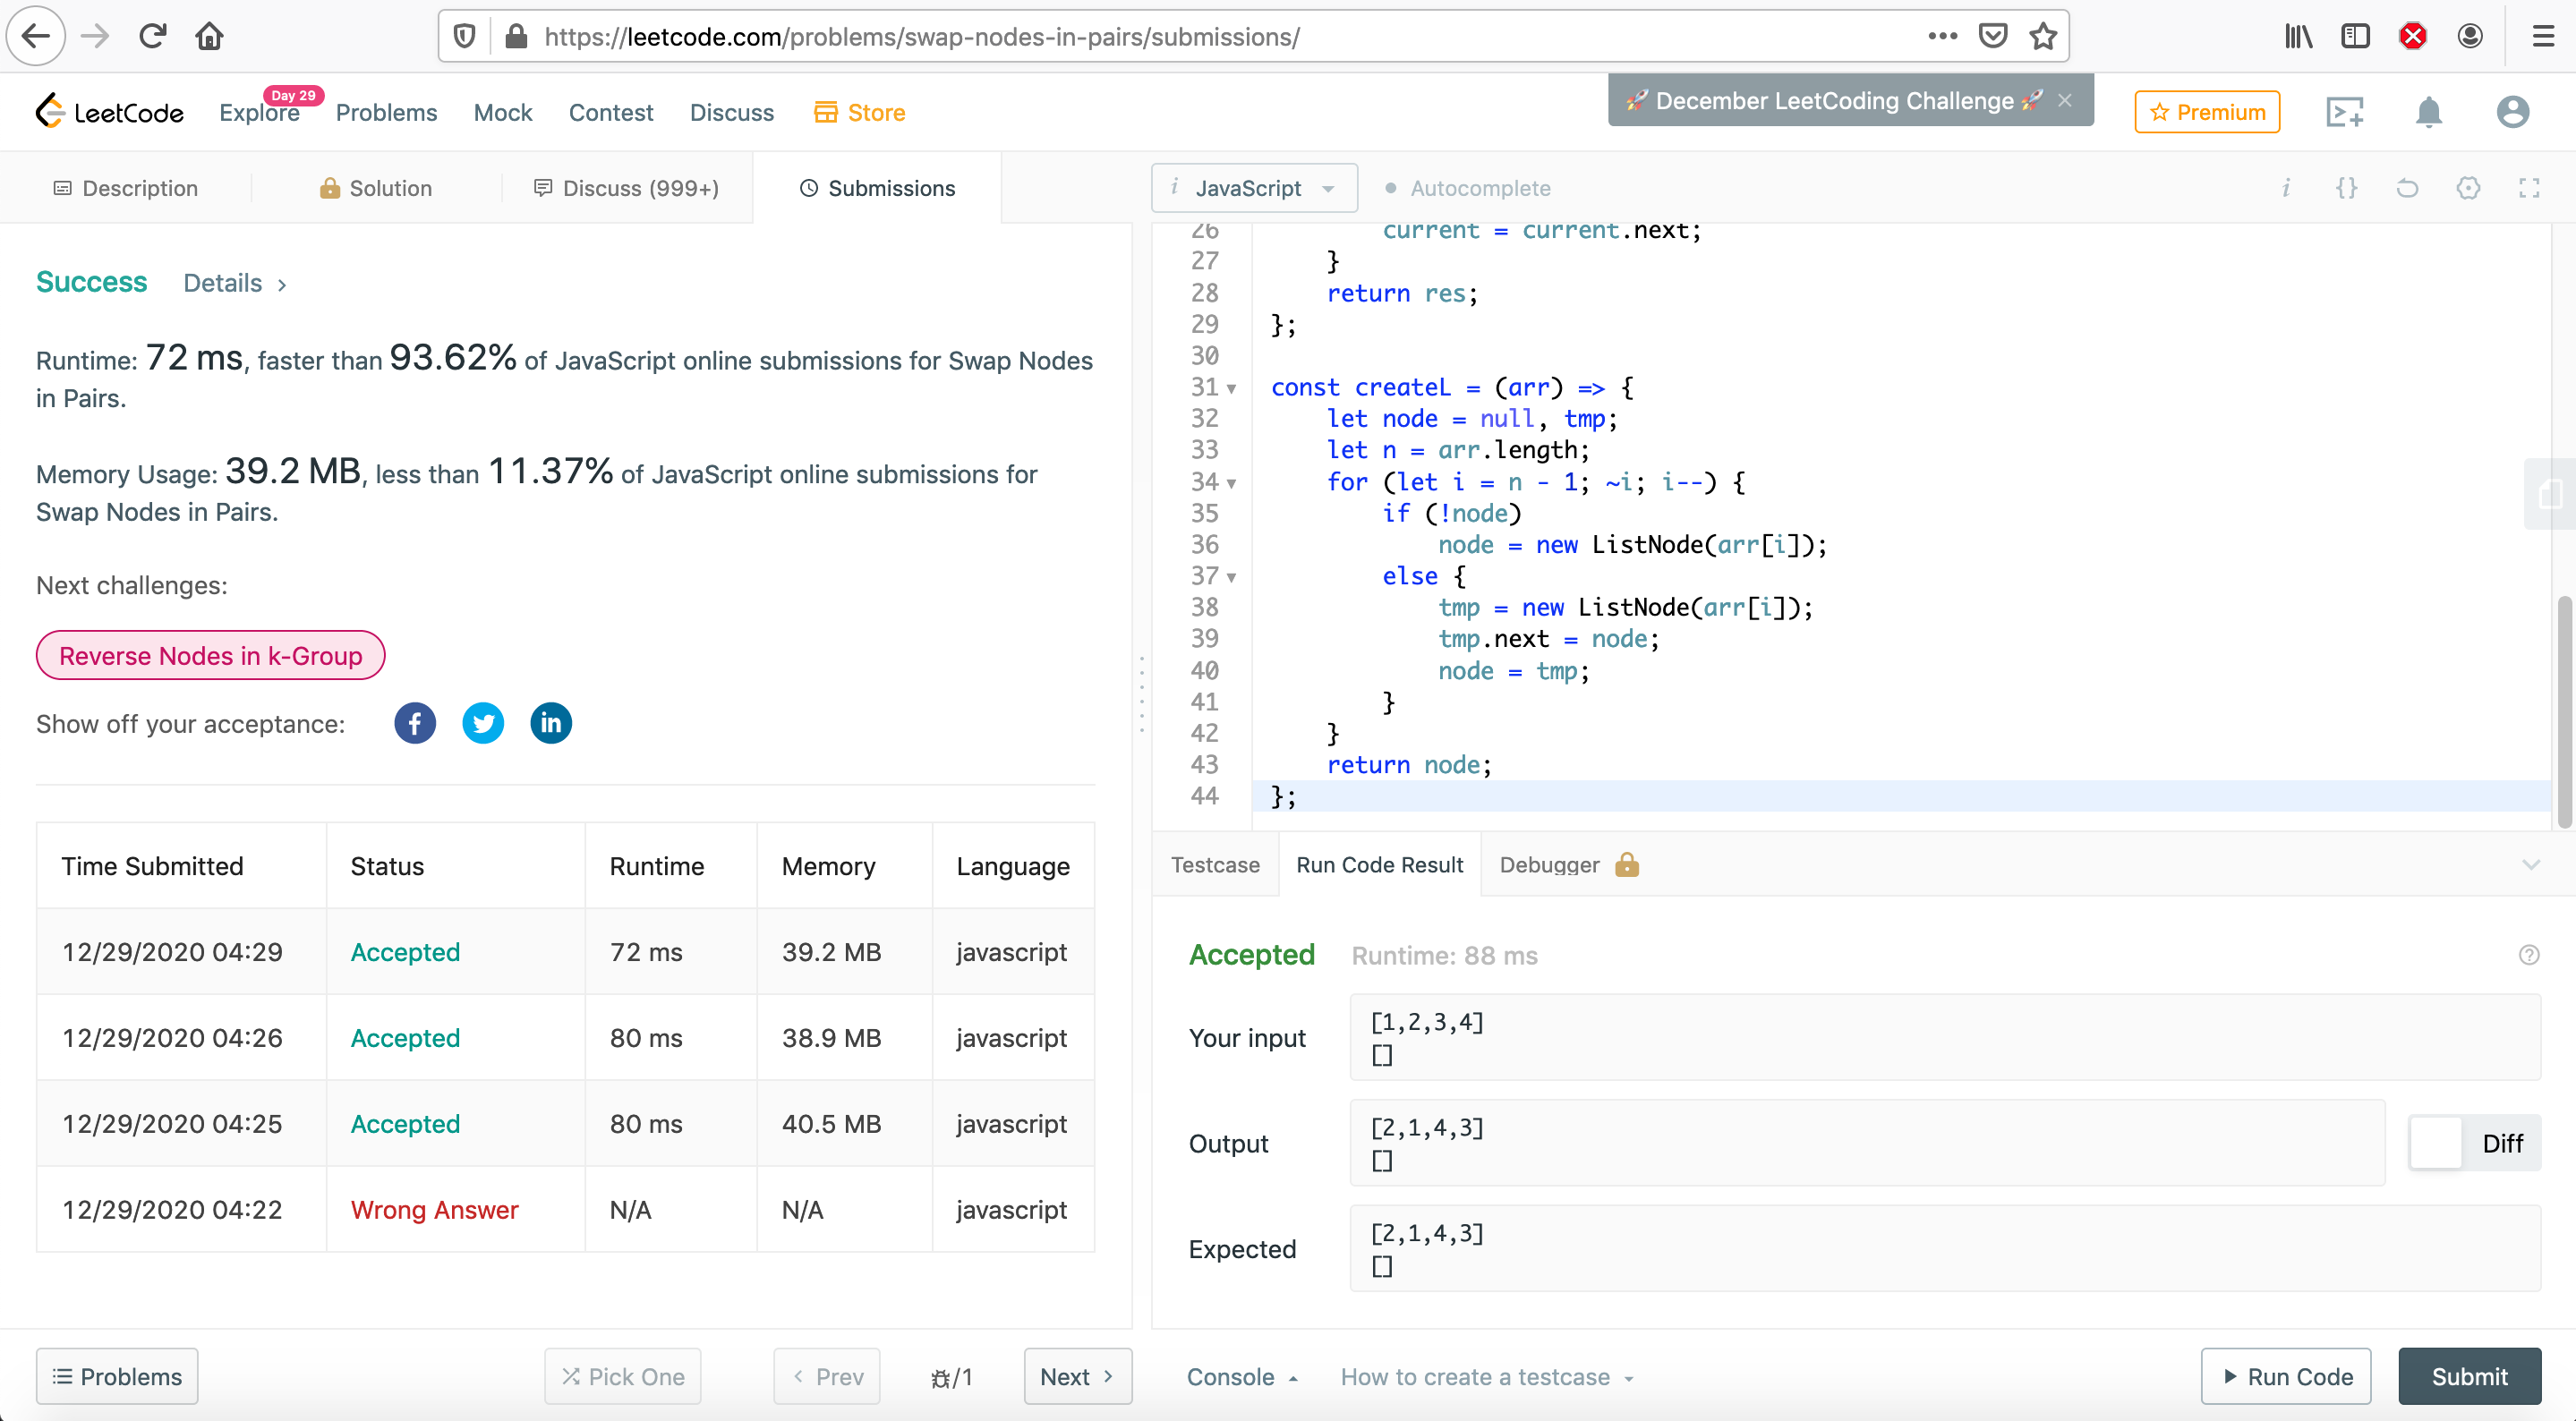 https://leetcode.com/problems/swap-nodes-in-pairs/submissions/
LeetCode
Explore
Day 29
Problems
Mock
Contest
Discuss
Store
🚀 December LeetCoding Challenge 🚀 ×
Premium
Description
Solution
Discuss (999+)
Submissions
i JavaScript
Autocomplete
Success
Details >
Runtime: 72 ms, faster than 93.62% of JavaScript online submissions for Swap Nodes
in Pairs.
Memory Usage: 39.2 MB, less than 11.37% of JavaScript online submissions for
Swap Nodes in Pairs.
Next challenges:
Reverse Nodes in k-Group
Show off your acceptance:
Time Submitted Status Runtime Memory Language
12/29/2020 04:29 Accepted 72 ms 39.2 MB javascript
12/29/2020 04:26 Accepted 80 ms 38.9 MB javascript
12/29/2020 04:25 Accepted 80 ms 40.5 MB javascript
12/29/2020 04:22 Wrong Answer N/A N/A javascript
26 current = current.next;
27 }
28 return res;
29 };
30
31 const createL = (arr) => {
32 let node = null, tmp;
33 let n = arr.length;
34 for (let i = n - 1; ~i; i--) {
35 if (!node)
36 node = new ListNode(arr[i]);
37 else {
38 tmp = new ListNode(arr[i]);
39 tmp.next = node;
40 node = tmp;
41 }
42 }
43 return node;
44 };
Testcase
Run Code Result
Debugger
Accepted
Runtime: 88 ms
Your input
[1,2,3,4]
[]
Output
[2,1,4,3]
[]
Diff
Expected
[2,1,4,3]
[]
Problems
Pick One
< Prev
/1
Next >
Console
How to create a testcase
Run Code
Submit